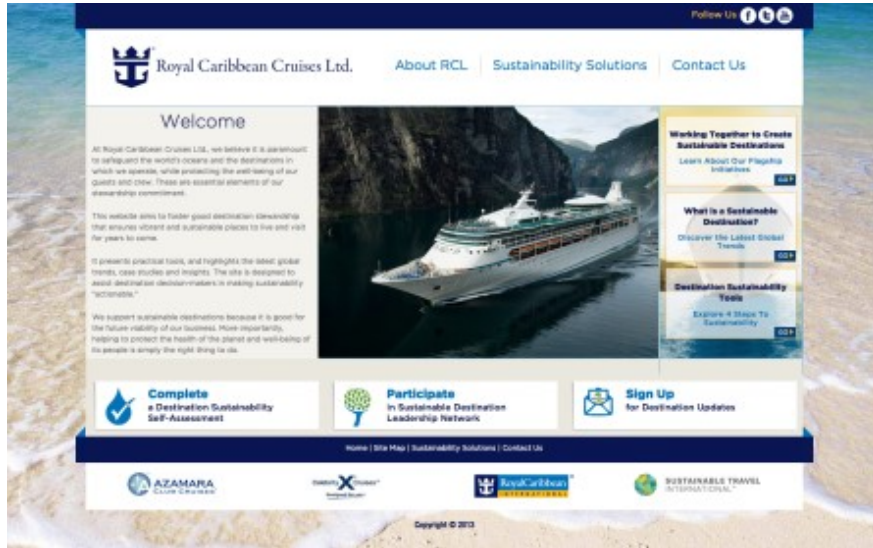 Follow Us
Royal Caribbean Cruises Ltd.
About RCL
Sustainability Solutions
Contact Us
Welcome
At Royal Caribbean Cruises Ltd., we believe it is paramount
to safeguard the world's oceans and the destinations in
which we operate, while protecting the well-being of our
guests and crew. These are essential elements of our
stewardship commitment.
This website aims to foster good destination stewardship
that ensures vibrant and sustainable places to live and visit
for years to come.
It presents practical tools, and highlights the latest global
trends, case studies and insights. The site is designed to
assist destination decision-makers in making sustainability
"actionable."
We support sustainable destinations because it is good for
the future viability of our business. More importantly,
helping to protect the health of the planet and well-being of
its people is simply the right thing to do.
Working Together to Create
Sustainable Destinations
Learn About Our Flagship
Initiatives
GO
What is a Sustainable
Destination?
Discover the Latest Global
Trends
GO
Destination Sustainability
Tools
Explore 4 Steps To
Sustainability
GO
Complete
a Destination Sustainability
Self-Assessment
Participate
in Sustainable Destination
Leadership Network
Sign Up
for Destination Updates
Home | Site Map | Sustainability Solutions | Contact Us
AZAMARA
CLUB CRUISES
Celebrity X Cruises
RoyalCaribbean
INTERNATIONAL
SUSTAINABLE TRAVEL
INTERNATIONAL
Copyright © 2013